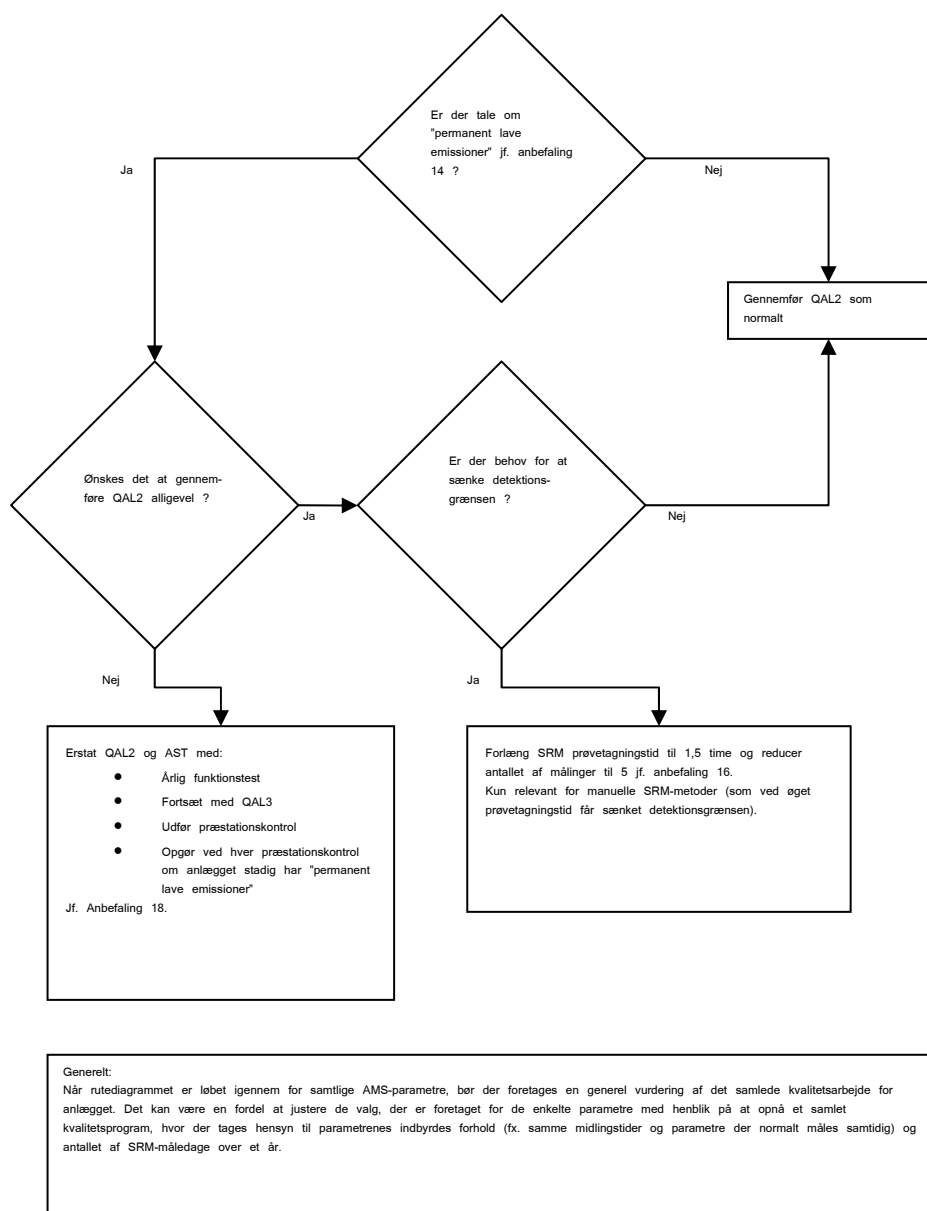 Er der tale om
"permanent lave
emissioner" jf. anbefaling
14 ?
Ja
Nej
Gennemfør QAL2 som
normalt
Ønskes det at gennem-
føre QAL2 alligevel ?
Ja
Er der behov for at
sænke detektions-
grænsen ?
Nej
Nej
Ja
Erstat QAL2 og AST med:
● Årlig funktionstest
● Fortsæt med QAL3
● Udfør præstationskontrol
● Opgør ved hver præstationskontrol
om anlægget stadig har "permanent
lave emissioner"
Jf. Anbefaling 18.
Forlæng SRM prøvetagningstid til 1,5 time og reducer
antallet af målinger til 5 jf. anbefaling 16.
Kun relevant for manuelle SRM-metoder (som ved øget
prøvetagningstid får sænket detektionsgrænsen).
Generelt:
Når rutediagrammet er løbet igennem for samtlige AMS-parametre, bør der foretages en generel vurdering af det samlede kvalitetsarbejde for
anlægget. Det kan være en fordel at justere de valg, der er foretaget for de enkelte parametre med henblik på at opnå et samlet
kvalitetsprogram, hvor der tages hensyn til parametrenes indbyrdes forhold (fx. samme midlingstider og parametre der normalt måles samtidig) og
antallet af SRM-måledage over et år.